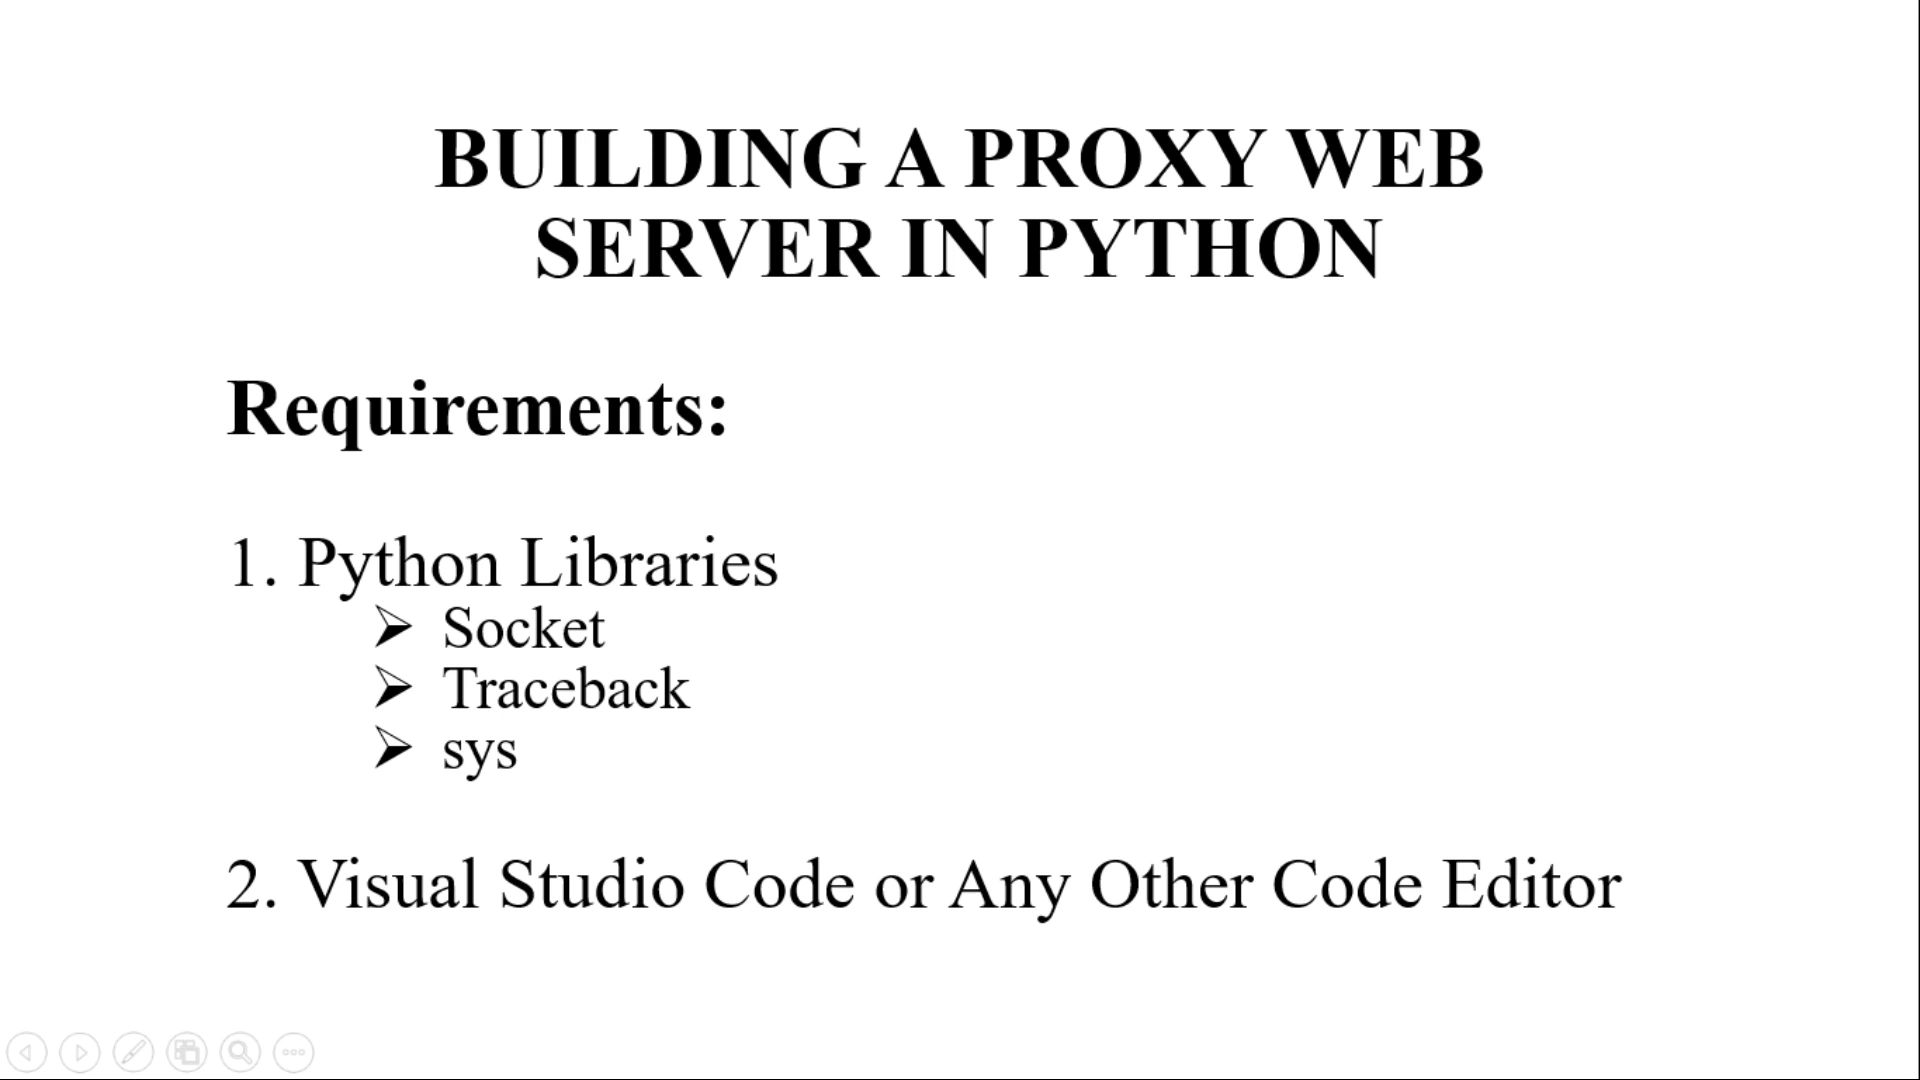 BUILDING A PROXY WEB
SERVER IN PYTHON
Requirements:
1. Python Libraries
➢ Socket
➢ Traceback
➢ sys
2. Visual Studio Code or Any Other Code Editor